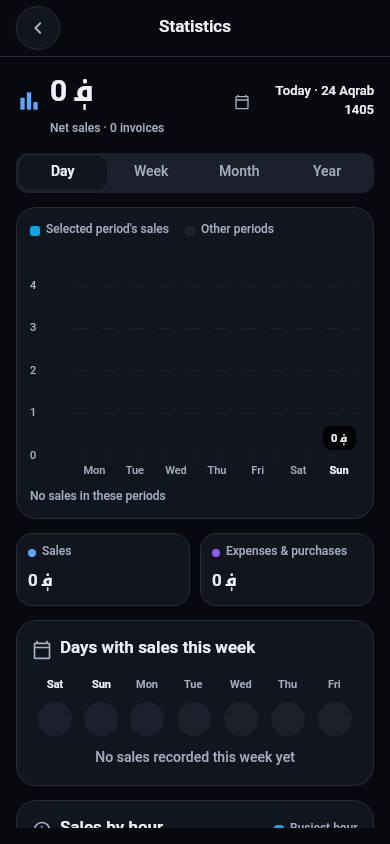 Statistics
0 ؋
Net sales · 0 invoices
Today · 24 Aqrab
1405
Day Week Month Year
Selected period's sales Other periods
4
3
2
1
0
0 ؋
Mon Tue Wed Thu Fri Sat Sun
No sales in these periods
Sales
0 ؋
Expenses & purchases
0 ؋
Days with sales this week
Sat Sun Mon Tue Wed Thu Fri
No sales recorded this week yet
Sales by hour Busiest hour